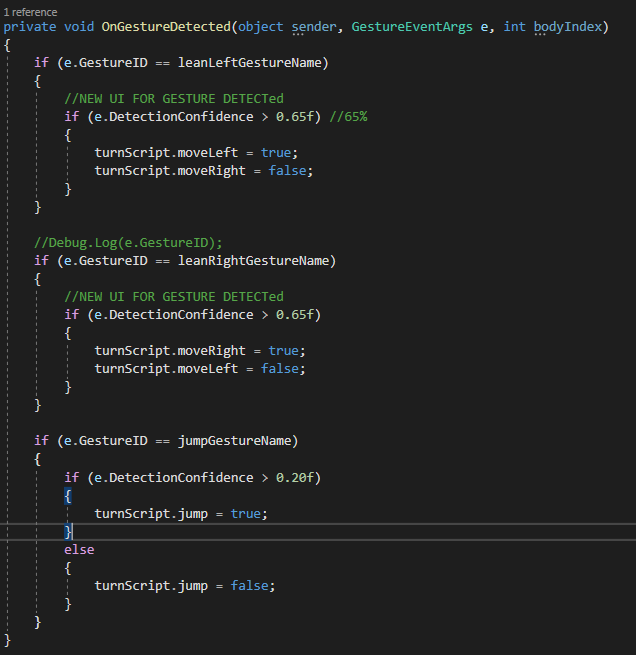 1 reference
private void OnGestureDetected(object sender, GestureEventArgs e, int bodyIndex)
{
if (e.GestureID == leanLeftGestureName)
{
//NEW UI FOR GESTURE DETECTed
if (e.DetectionConfidence > 0.65f) //65%
{
turnScript.moveLeft = true;
turnScript.moveRight = false;
}
}
//Debug.Log(e.GestureID);
if (e.GestureID == leanRightGestureName)
{
//NEW UI FOR GESTURE DETECTed
if (e.DetectionConfidence > 0.65f)
{
turnScript.moveRight = true;
turnScript.moveLeft = false;
}
}
if (e.GestureID == jumpGestureName)
{
if (e.DetectionConfidence > 0.20f)
{
turnScript.jump = true;
}
else
{
turnScript.jump = false;
}
}
}